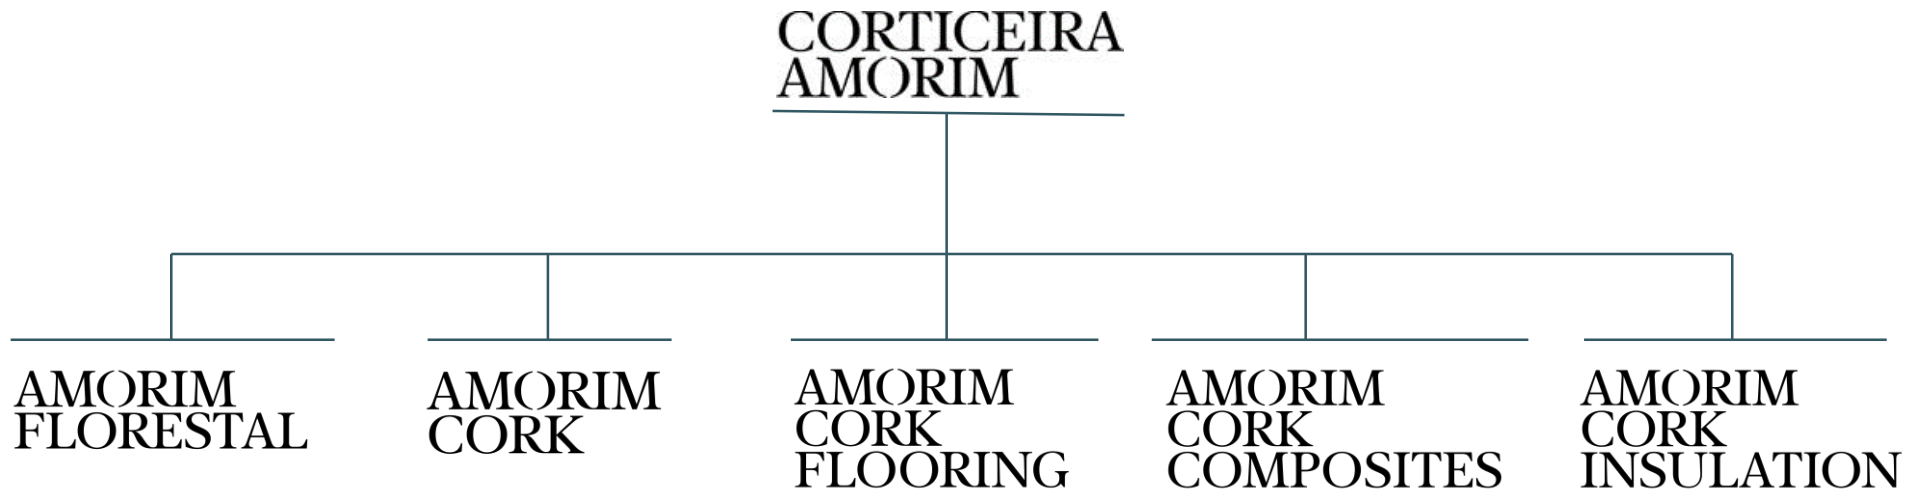 CORTICEIRA
AMORIM
AMORIM
FLORESTAL
AMORIM
CORK
AMORIM
CORK
FLOORING
AMORIM
CORK
COMPOSITES
AMORIM
CORK
INSULATION